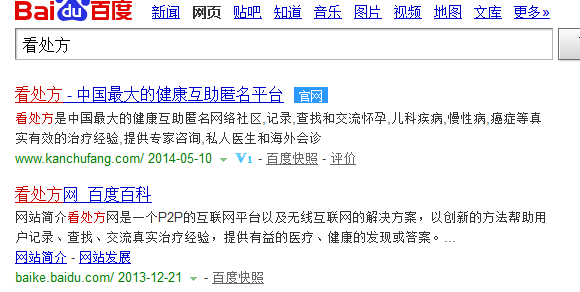 Bai du 百度 新闻 网页 贴吧 知道 音乐 图片 视频 地图 文库 更多»
看处方
看处方 - 中国最大的健康互助匿名平台 官网
看处方是中国最大的健康互助匿名网络社区,记录,查找和交流怀孕,儿科疾病,慢性病,癌症等真
实有效的治疗经验,提供专家咨询,私人医生和海外会诊
www.kanchufang.com/ 2014-05-10 V1 - 百度快照 - 评价
看处方网_百度百科
网站简介看处方网是一个P2P的互联网平台以及无线互联网的解决方案，以创新的方法帮助用
户记录、查找、交流真实治疗经验，提供有益的医疗、健康的发现或答案。...
网站简介 - 网站发展
baike.baidu.com/ 2013-12-21 - 百度快照